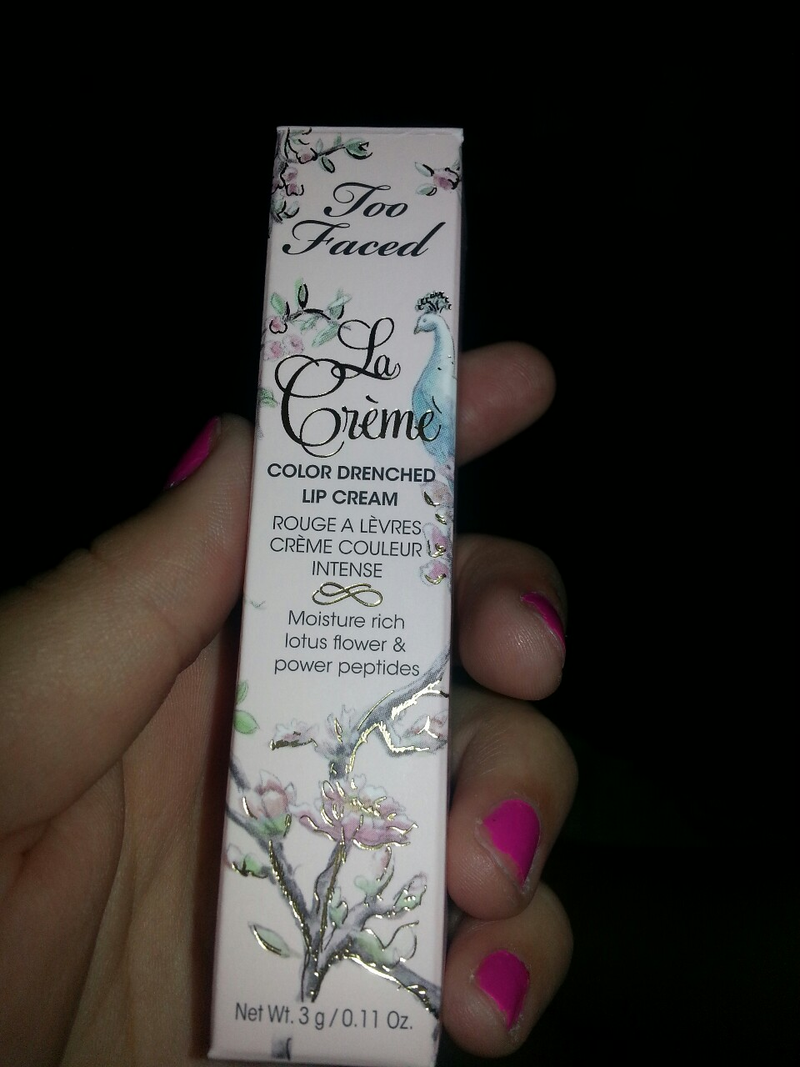 Too
Faced
La
Crème
COLOR DRENCHED
LIP CREAM
ROUGE A LÈVRES
CRÈME COULEUR
INTENSE
Moisture rich
lotus flower &
power peptides
Net Wt. 3 g / 0.11 Oz.